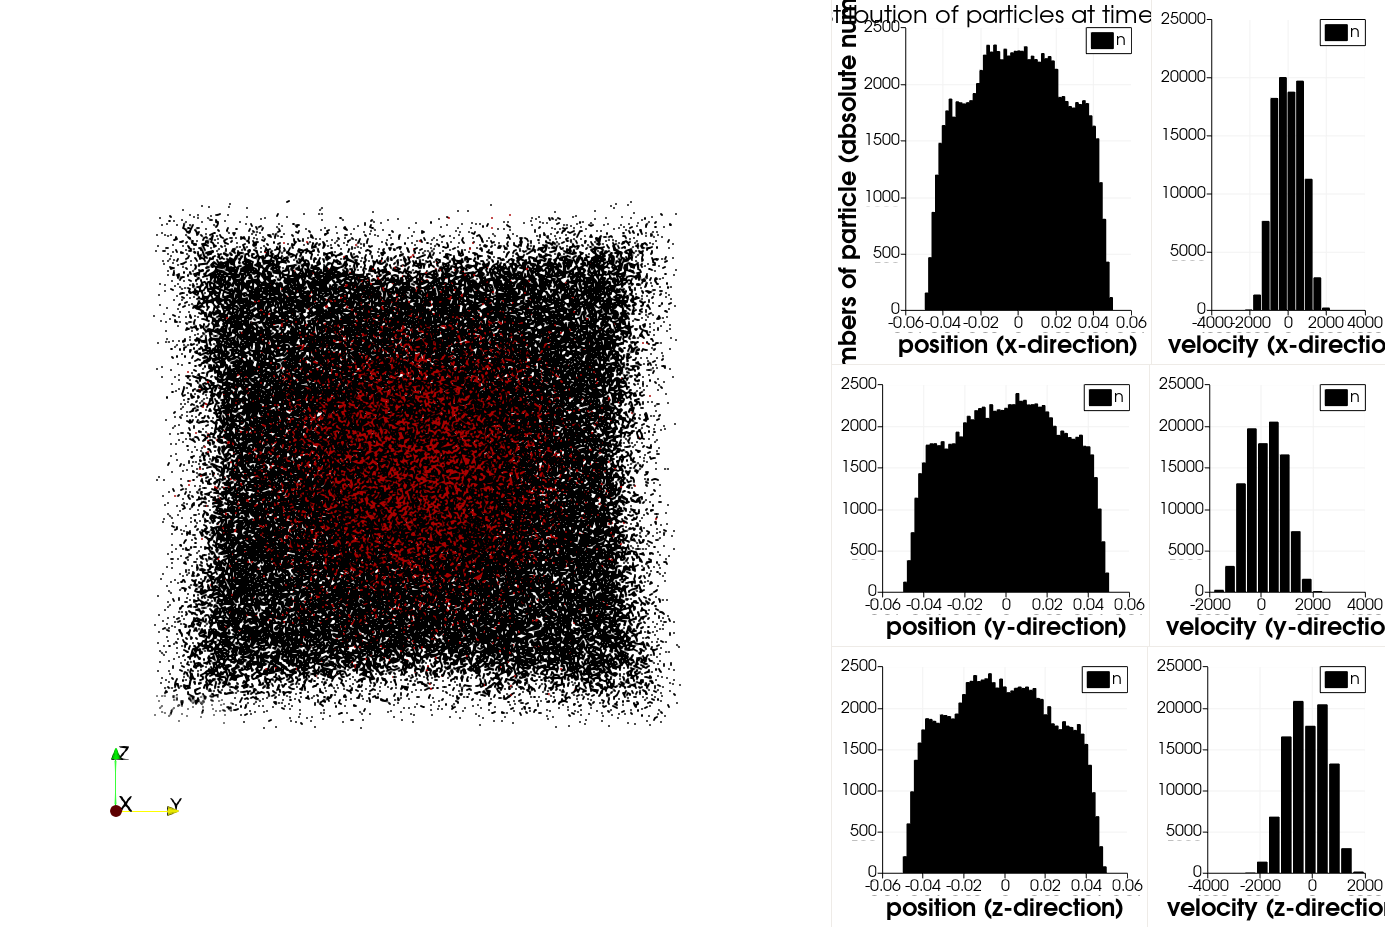 tribution of particles at time
mbers of particle (absolute num
2500
2000
1500
1000
500
0
-0.06 -0.04 -0.02 0 0.02 0.04 0.06
position (x-direction)
n
25000
20000
15000
10000
5000
0
-4000 -2000 0 2000 4000
velocity (x-directio
n
2500
2000
1500
1000
500
0
-0.06 -0.04 -0.02 0 0.02 0.04 0.06
position (y-direction)
n
25000
20000
15000
10000
5000
0
-2000 0 2000 4000
velocity (y-directio
n
2500
2000
1500
1000
500
0
-0.06 -0.04 -0.02 0 0.02 0.04 0.06
position (z-direction)
n
25000
20000
15000
10000
5000
0
-4000 -2000 0 2000
velocity (z-direction
n
Z
X
Y